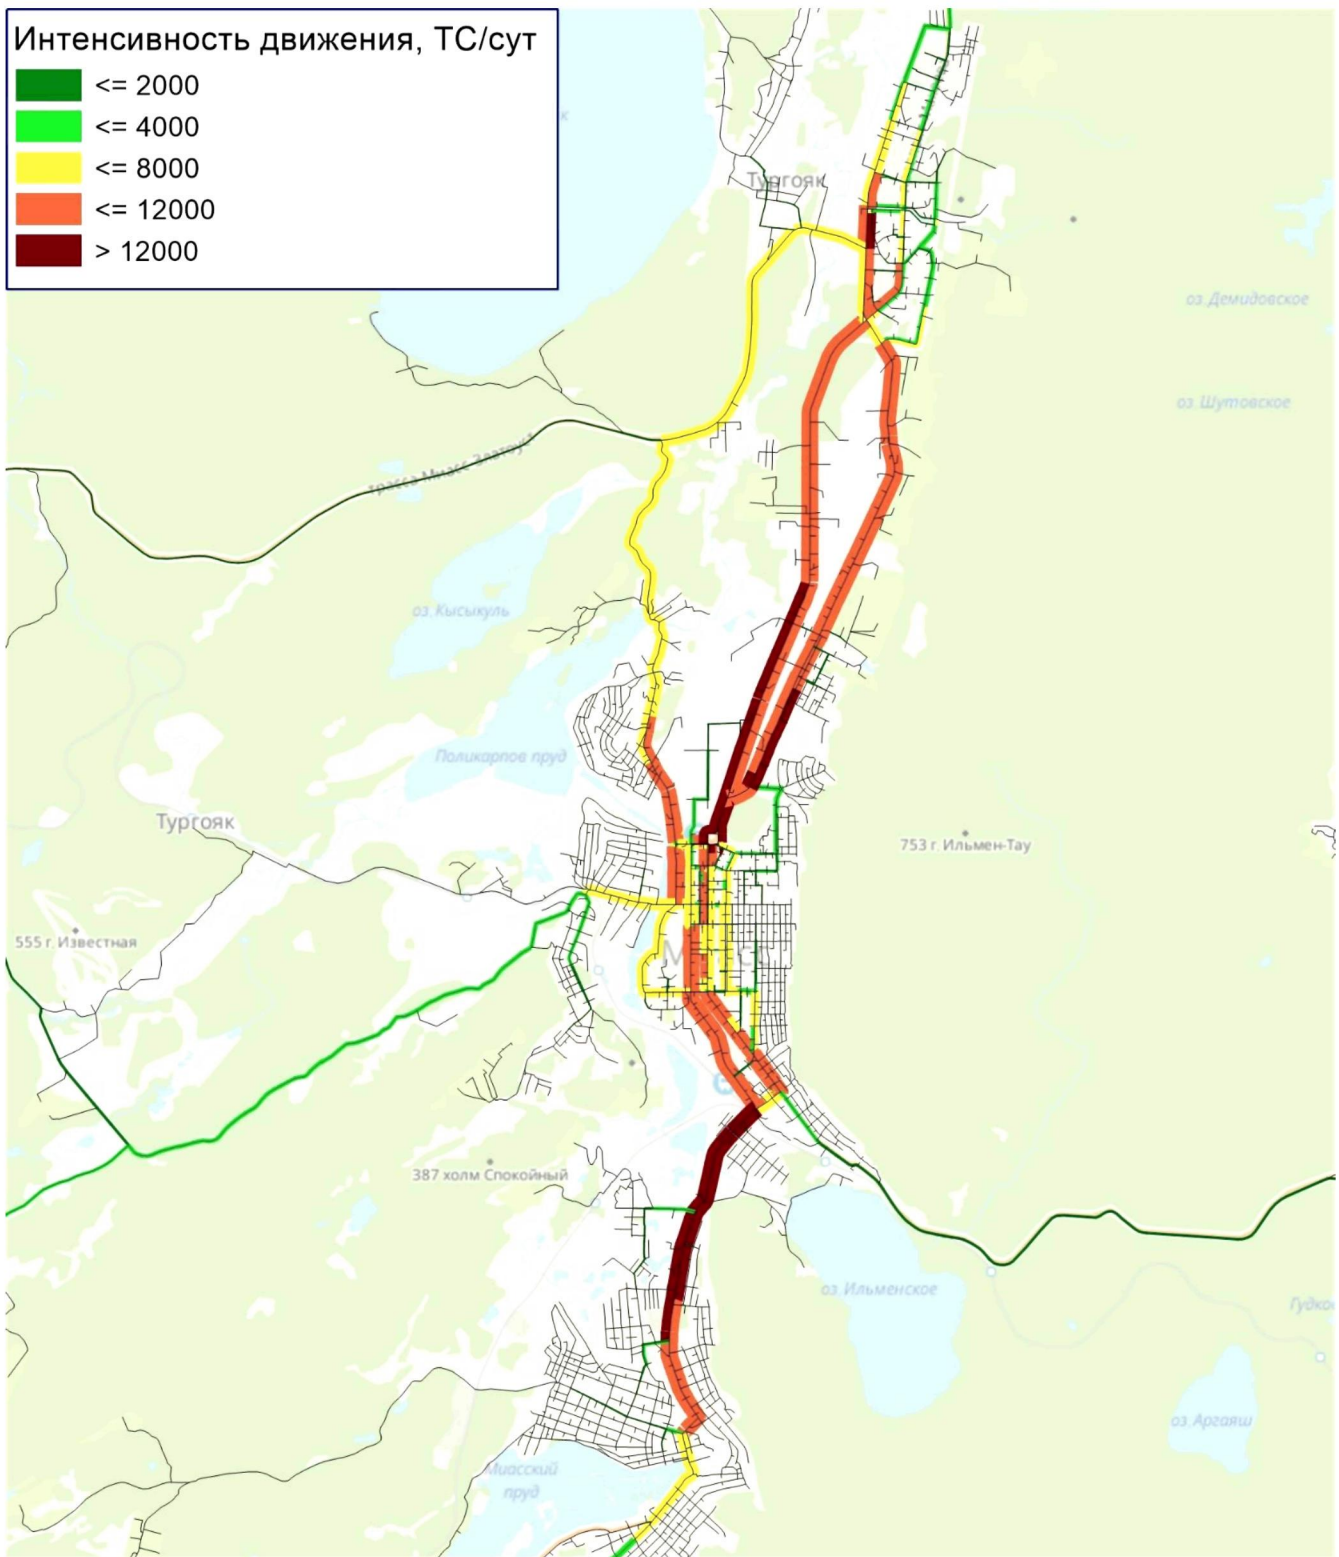 Интенсивность движения, ТС/сут
<= 2000
<= 4000
<= 8000
<= 12000
> 12000
к
Тургояк
оз.Демидовское
оз.Шутовское
трасса Миасс Златоуст
оз.Кысыкуль
Поликарпов пруд
Тургояк
753 г. Ильмен-Тау
555 г. Известная
Миасс
387 холм Спокойный
оз.Ильменское
Гудко
оз.Аргаяш
Миасский
пруд